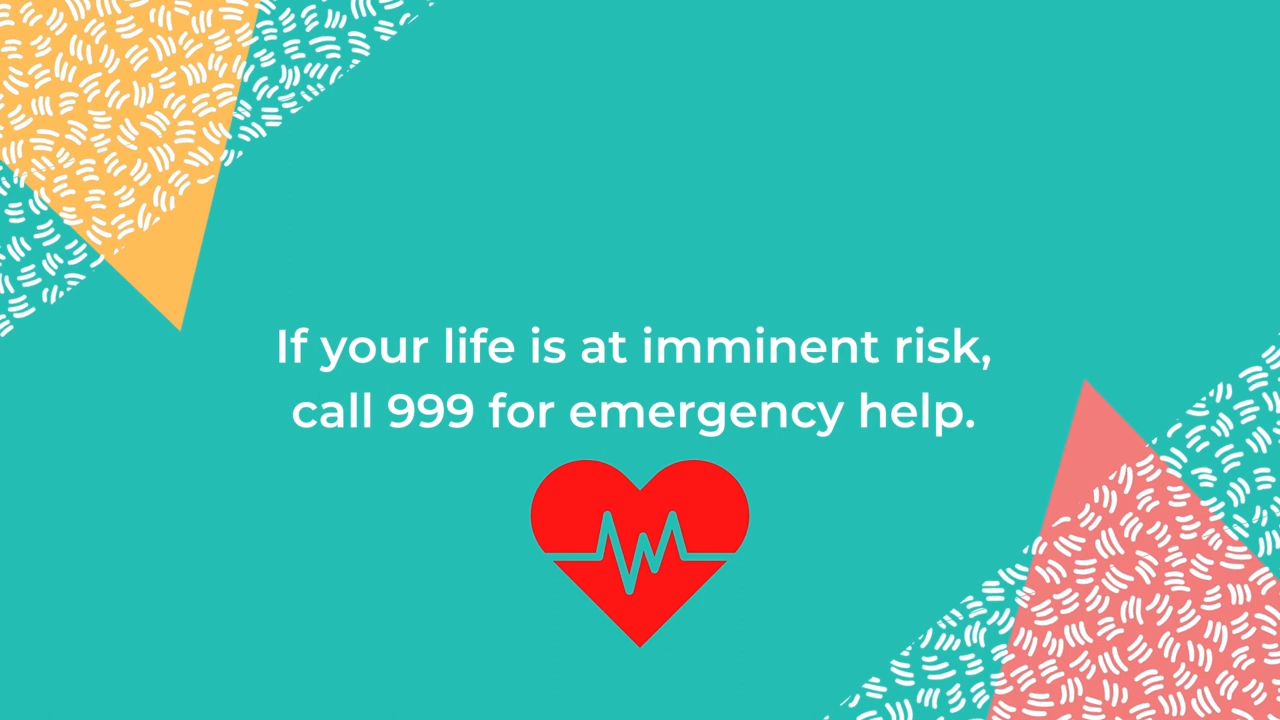 If your life is at imminent risk,
call 999 for emergency help.